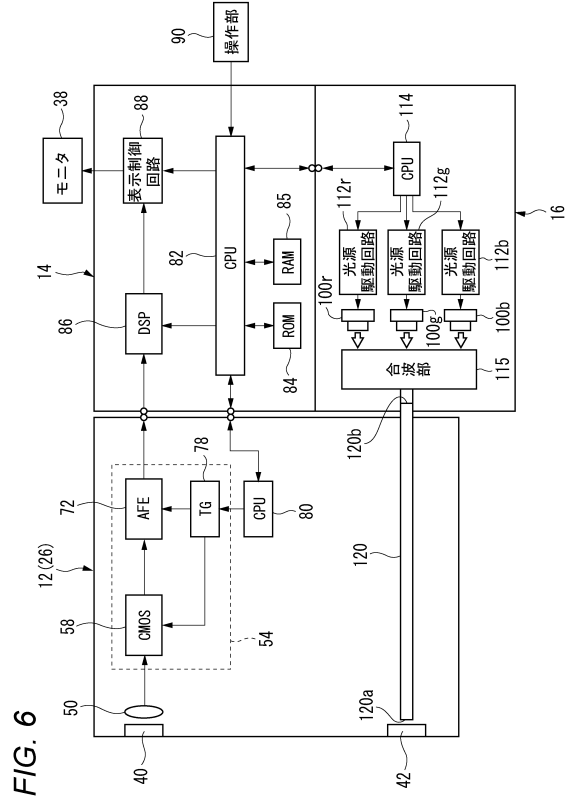 FIG. 6
12(26)
14
38
モニタ
88
表示制御
回路
90
操作部
86
DSP
82
CPU
84
ROM
85
RAM
72
AFE
58
CMOS
78
TG
80
CPU
54
50
40
42
120a
120
120b
115
合波部
100r
100g
100b
112r
光源
駆動回路
112g
光源
駆動回路
112b
光源
駆動回路
114
CPU
16